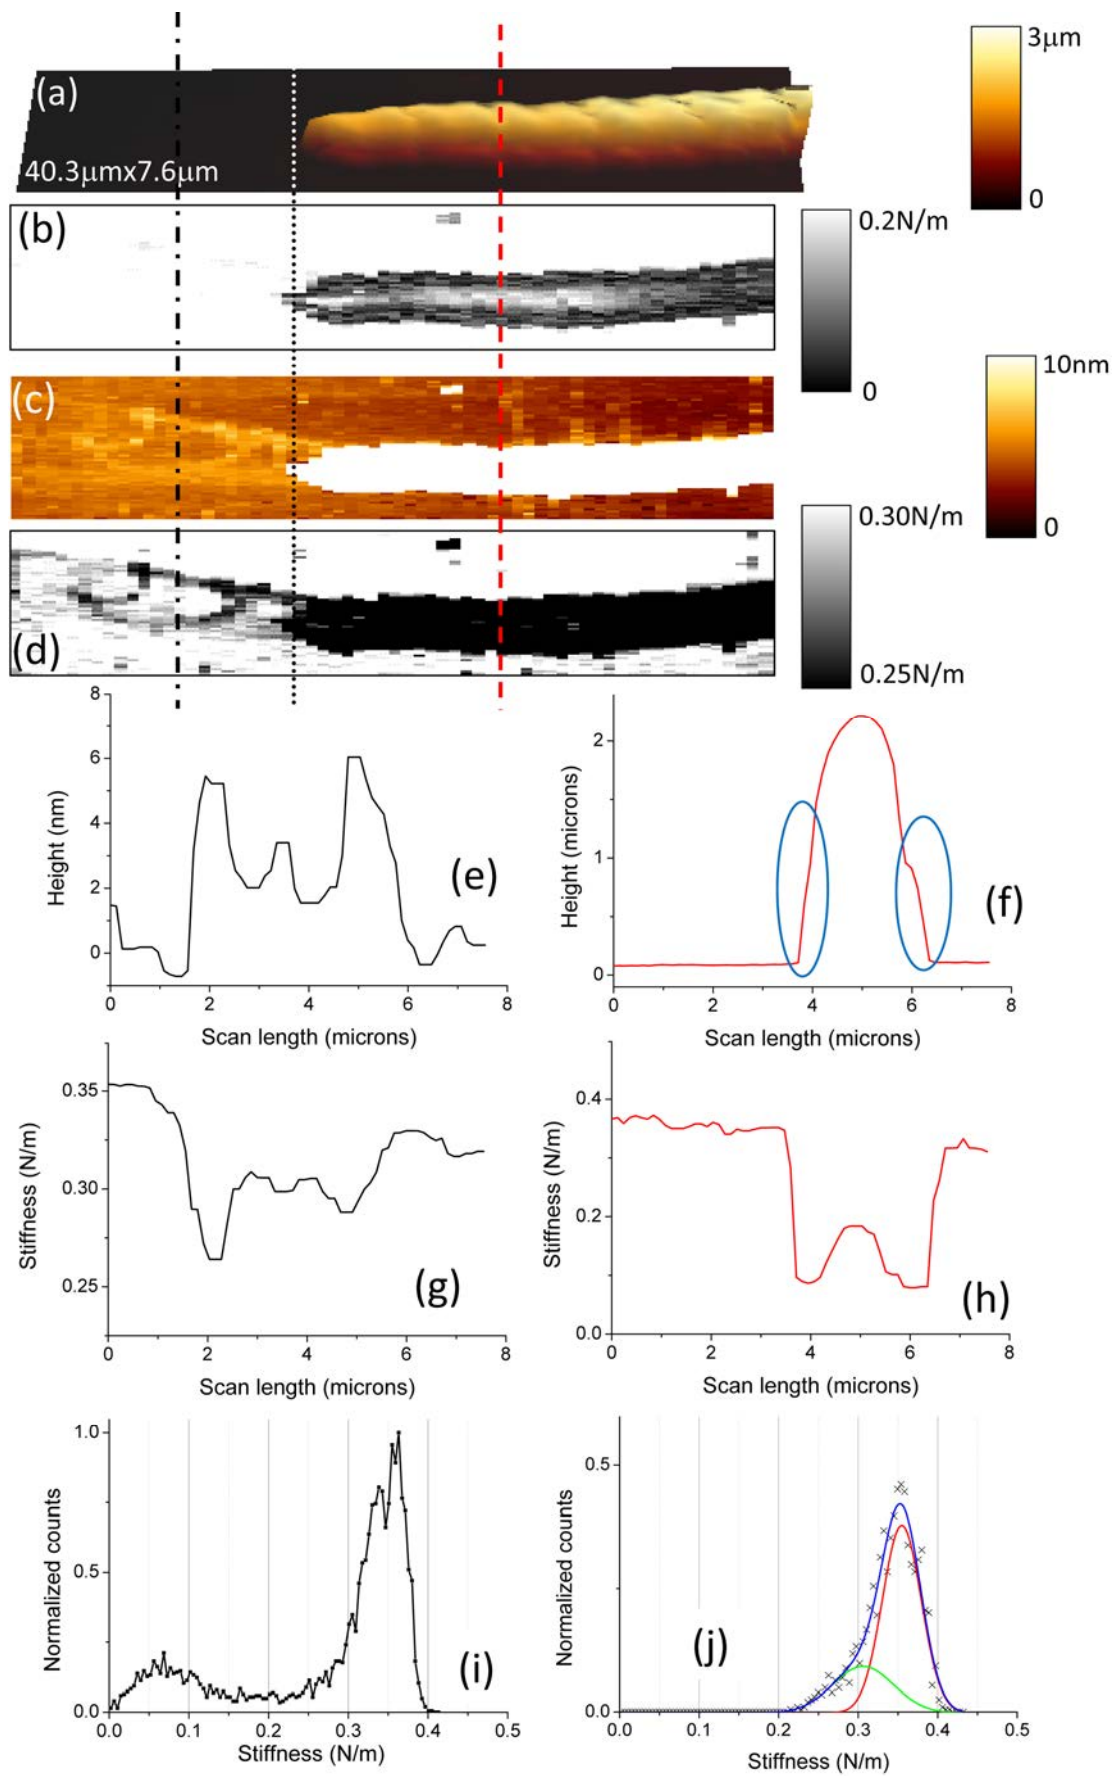 (a)
40.3μmx7.6μm
3μm
0
(b)
0.2N/m
0
(c)
10nm
0
(d)
0.30N/m
0.25N/m
8
6
4
2
0
Height (nm)
(e)
0 2 4 6 8
Scan length (microns)
2
1
0
Height (microns)
(f)
0 2 4 6 8
Scan length (microns)
0.35
0.30
0.25
Stiffness (N/m)
(g)
0 2 4 6 8
Scan length (microns)
0.4
0.2
0.0
Stiffness (N/m)
(h)
0 2 4 6 8
Scan length (microns)
1.0
0.5
0.0
Normalized counts
(i)
0.0 0.1 0.2 0.3 0.4 0.5
Stiffness (N/m)
0.5
0.0
Normalized counts
(j)
0.0 0.1 0.2 0.3 0.4 0.5
Stiffness (N/m)